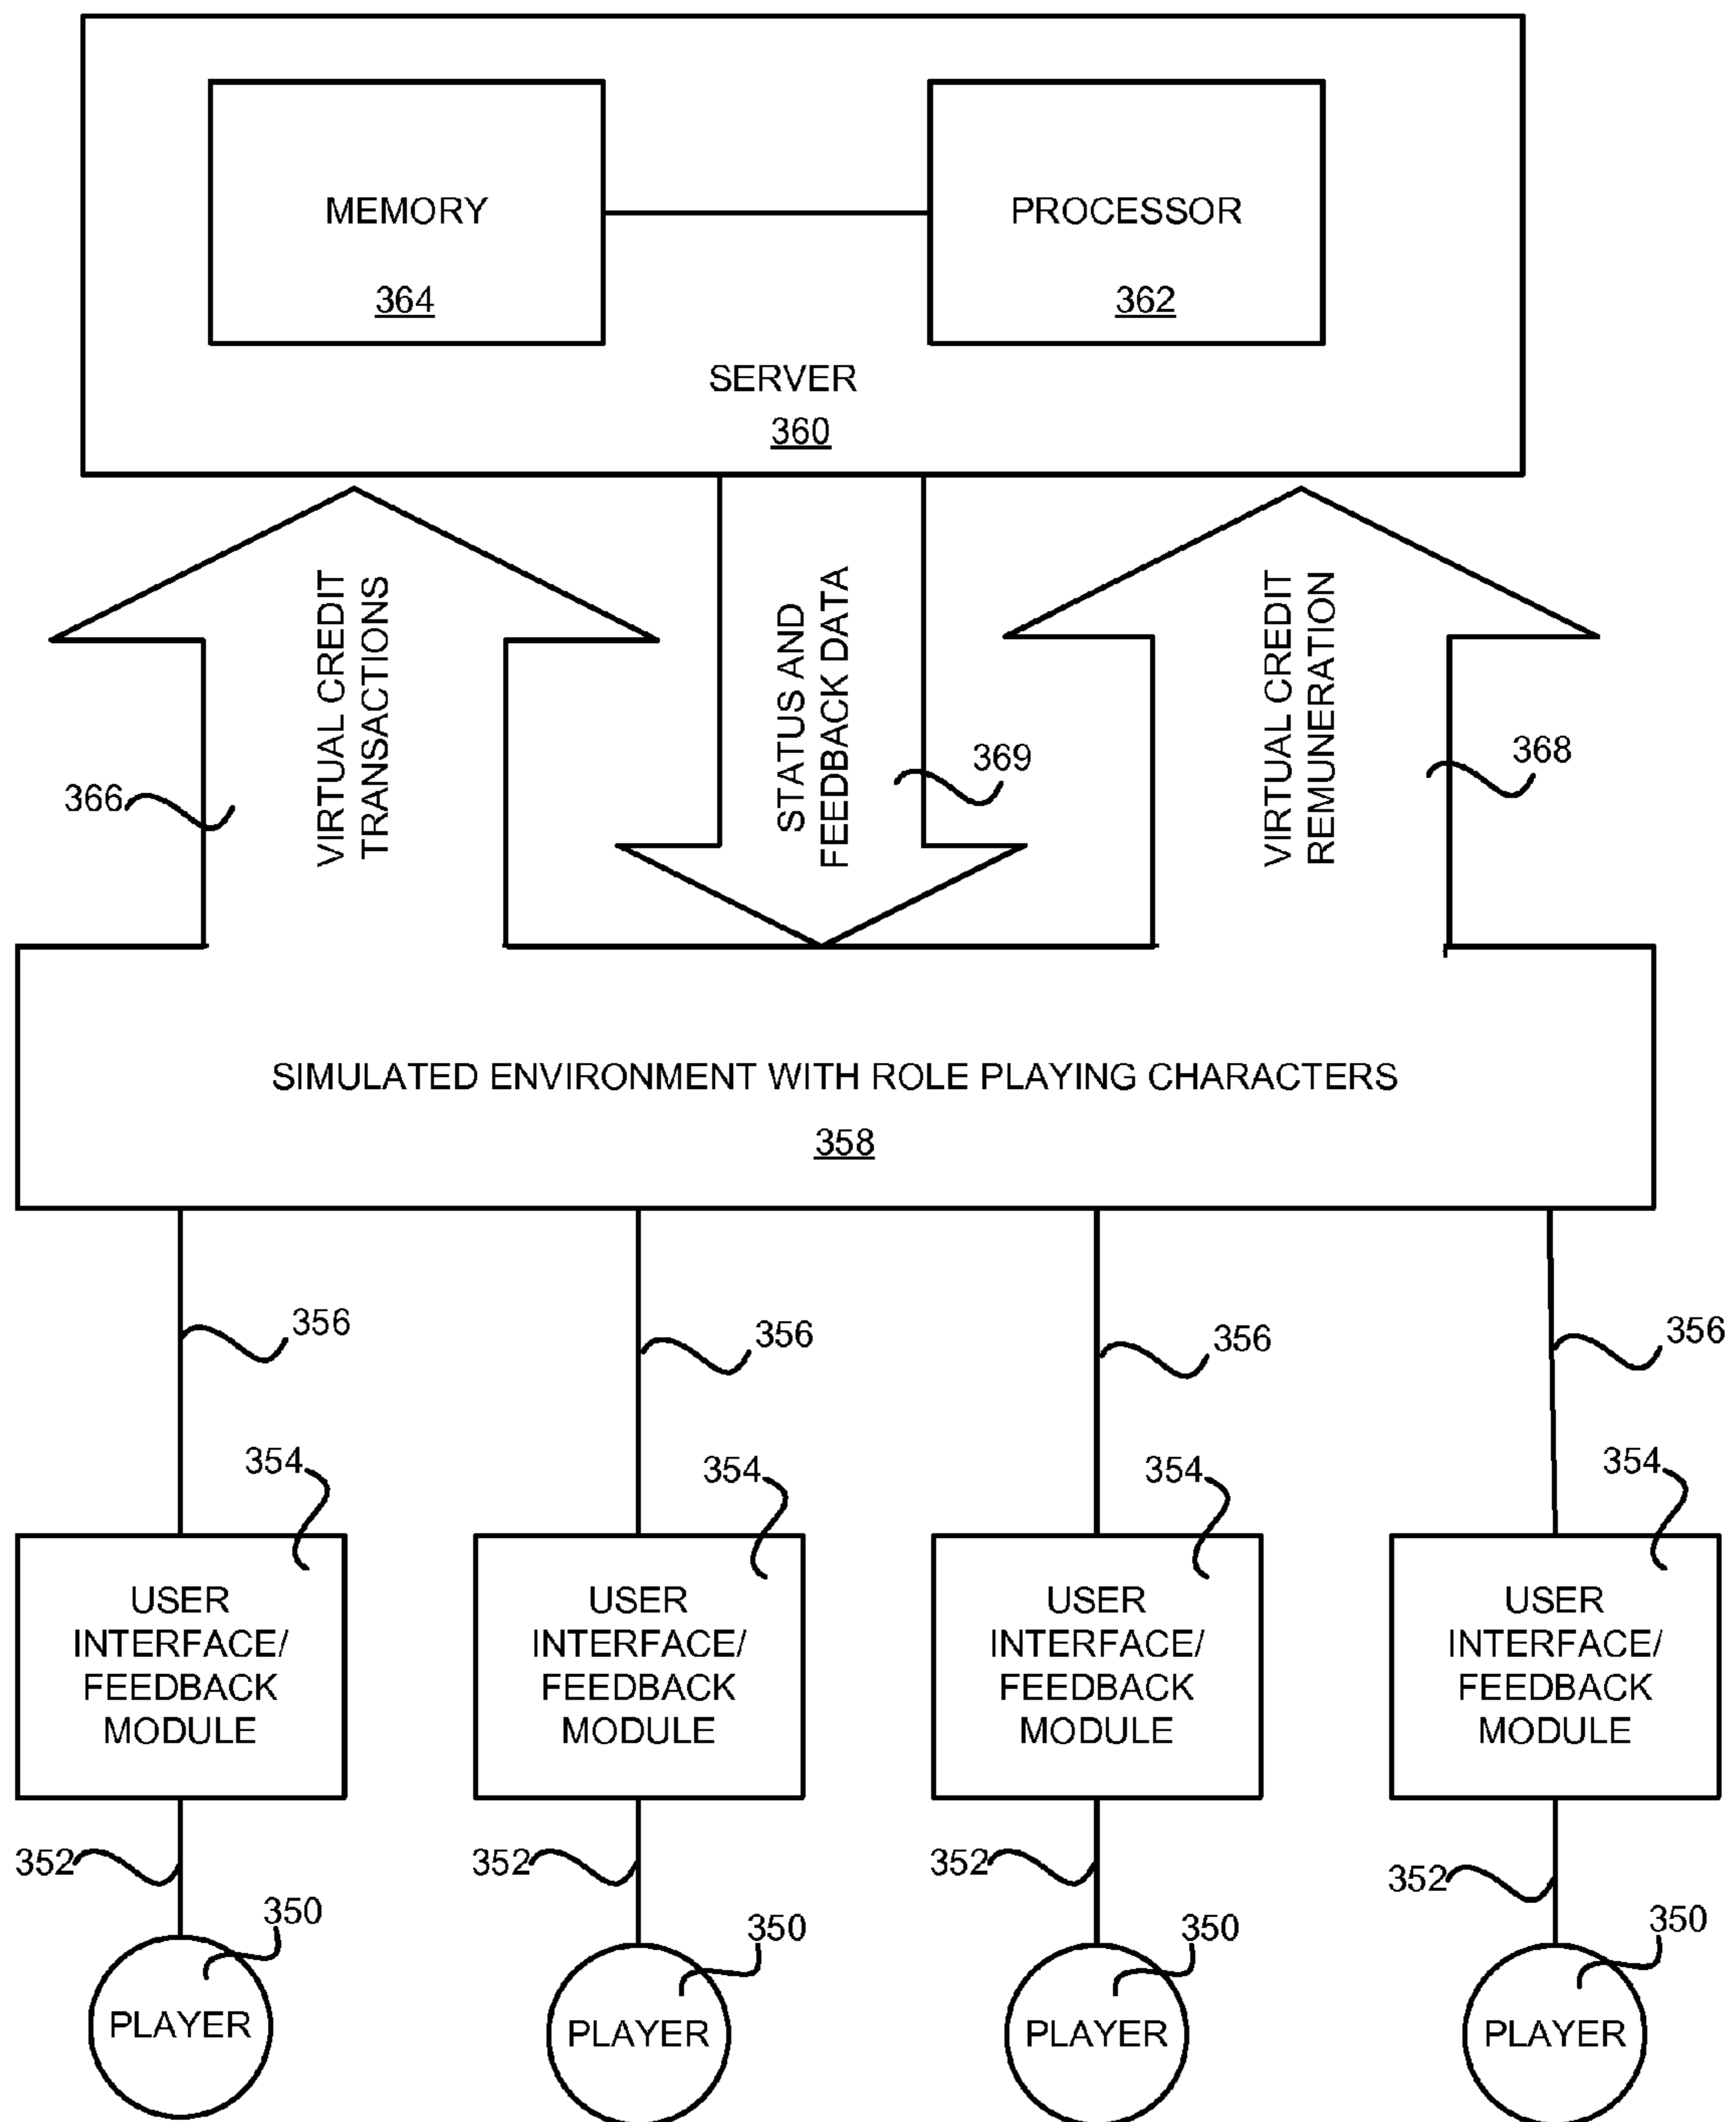 MEMORY
364
PROCESSOR
362
SERVER
360
VIRTUAL CREDIT
TRANSACTIONS
366
STATUS AND
FEEDBACK DATA
369
VIRTUAL CREDIT
REMUNERATION
368
SIMULATED ENVIRONMENT WITH ROLE PLAYING CHARACTERS
358
356
356
356
356
354
354
354
354
USER
INTERFACE/
FEEDBACK
MODULE
USER
INTERFACE/
FEEDBACK
MODULE
USER
INTERFACE/
FEEDBACK
MODULE
USER
INTERFACE/
FEEDBACK
MODULE
352
352
352
352
350
350
350
350
PLAYER
PLAYER
PLAYER
PLAYER